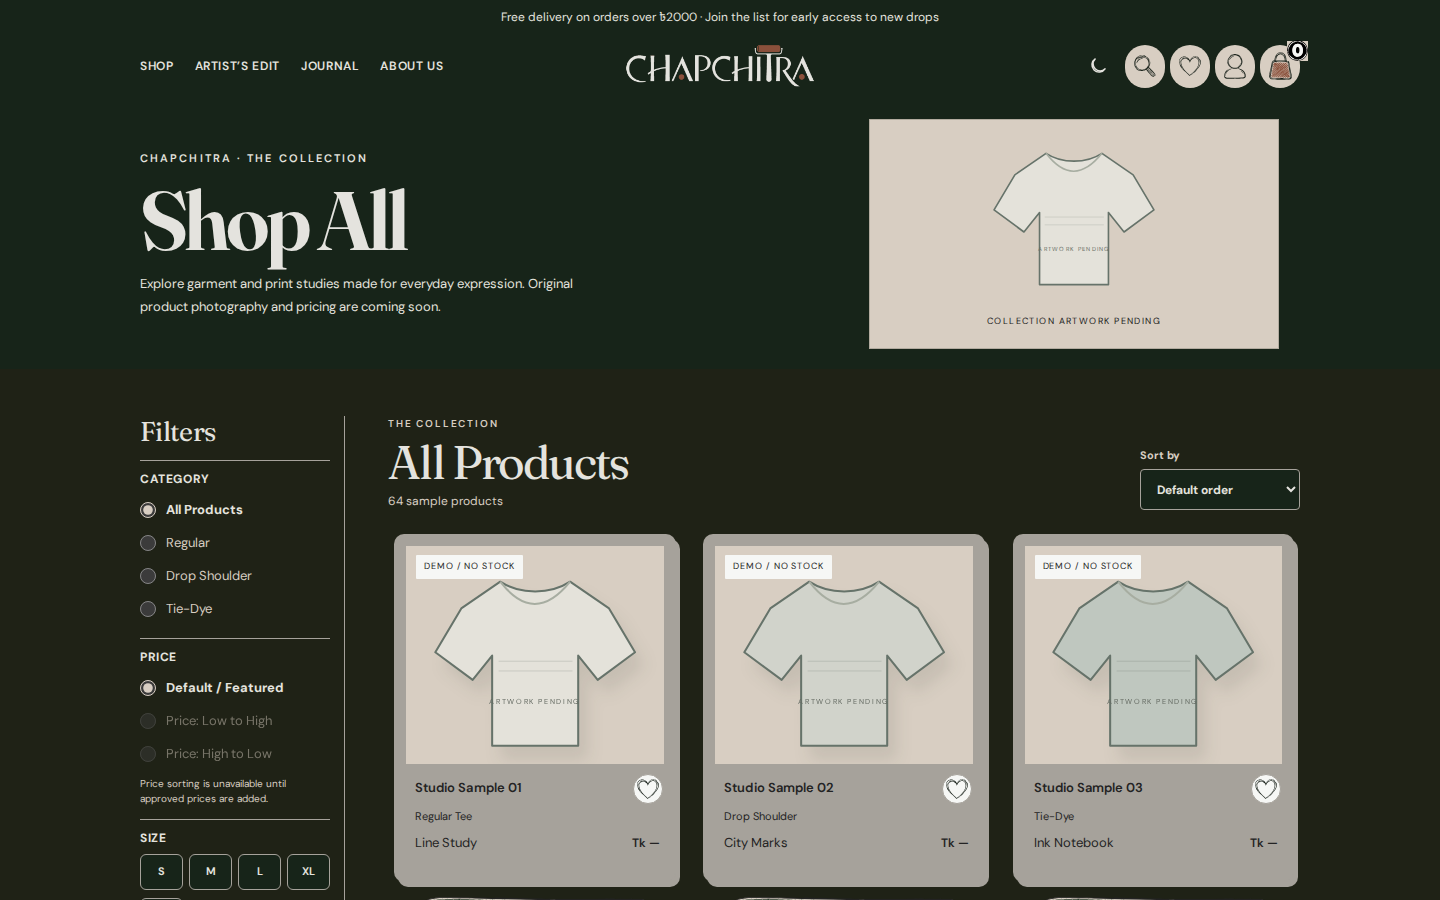 Free delivery on orders over ৳2000 · Join the list for early access to new drops
SHOP
ARTIST'S EDIT
JOURNAL
ABOUT US
CHAPCHITRA
0
CHAPCHITRA · THE COLLECTION
Shop All
Explore garment and print studies made for everyday expression. Original
product photography and pricing are coming soon.
ARTWORK PENDING
COLLECTION ARTWORK PENDING
Filters
CATEGORY
All Products
Regular
Drop Shoulder
Tie-Dye
PRICE
Default / Featured
Price: Low to High
Price: High to Low
Price sorting is unavailable until
approved prices are added.
SIZE
S
M
L
XL
THE COLLECTION
All Products
64 sample products
Sort by
Default order
DEMO / NO STOCK
ARTWORK PENDING
Studio Sample 01
Regular Tee
Line Study
Tk —
DEMO / NO STOCK
ARTWORK PENDING
Studio Sample 02
Drop Shoulder
City Marks
Tk —
DEMO / NO STOCK
ARTWORK PENDING
Studio Sample 03
Tie-Dye
Ink Notebook
Tk —